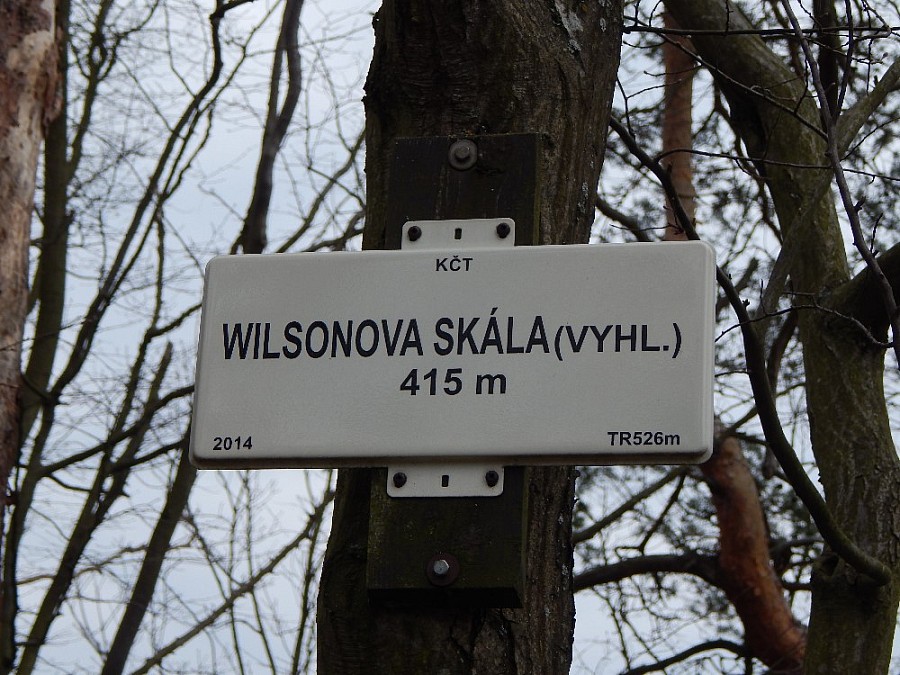 KČT
WILSONOVA SKÁLA (VYHL.)
415 m
2014 TR526m